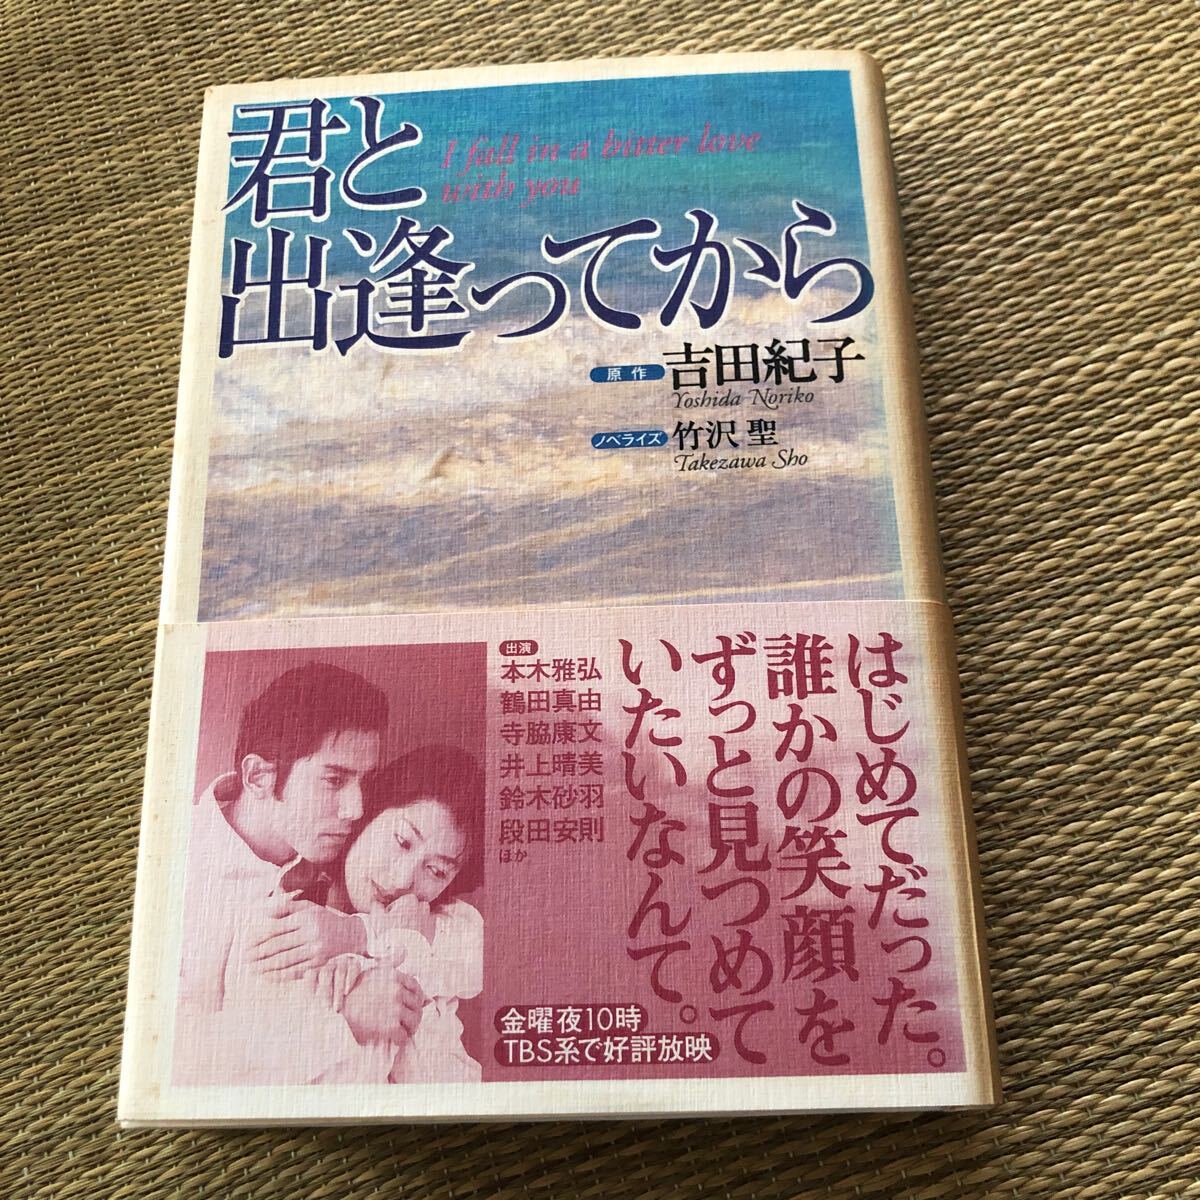 君と
出逢ってから
I fall in a bitter love
with you
原作 吉田紀子
Yoshida Noriko
ノベライズ 竹沢 聖
Takezawa Sho
はじめてだった。
誰かの笑顔を
ずっと見つめて
いたいなんて。
出演
本木雅弘
鶴田真由
寺脇康文
井上晴美
鈴木砂羽
段田安則
ほか
金曜夜10時
TBS系で好評放映